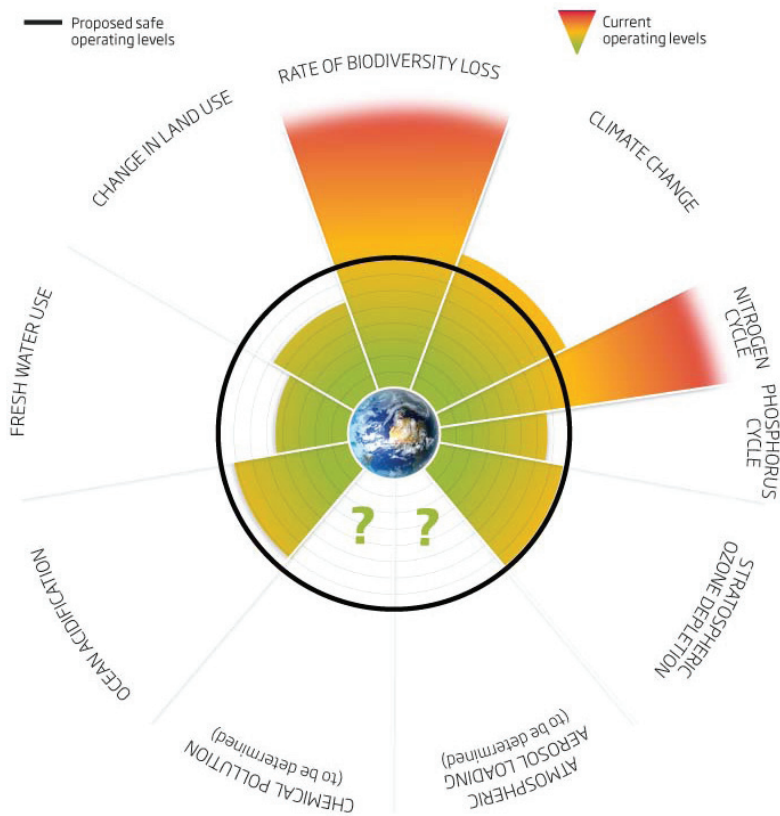 Proposed safe
operating levels
Current
operating levels
RATE OF BIODIVERSITY LOSS
CLIMATE CHANGE
NITROGEN
CYCLE
PHOSPHORUS
CYCLE
STRATOSPHERIC
OZONE DEPLETION
ATMOSPHERIC
AEROSOL LOADING
(to be determined)
CHEMICAL POLLUTION
(to be determined)
OCEAN ACIDIFICATION
FRESH WATER USE
CHANGE IN LAND USE
? ?